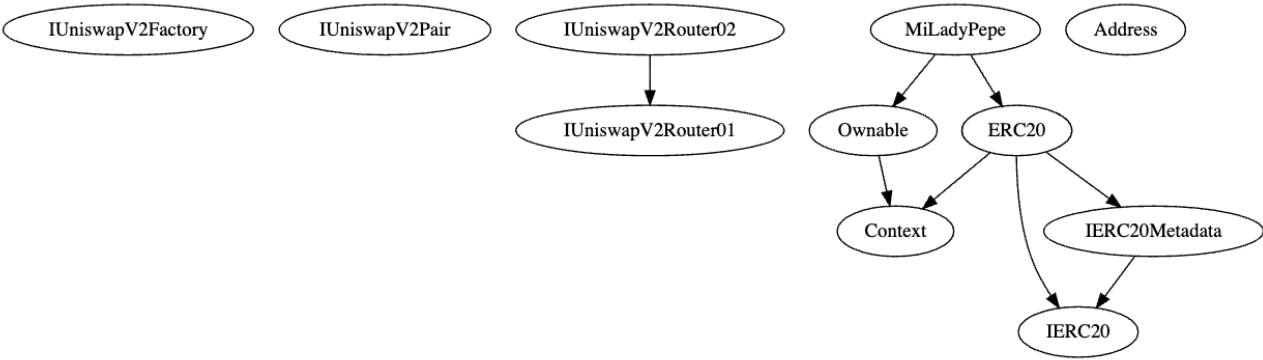 IUniswapV2Factory
IUniswapV2Pair
IUniswapV2Router02
MiLadyPepe
Address
IUniswapV2Router01
Ownable
ERC20
Context
IERC20Metadata
IERC20